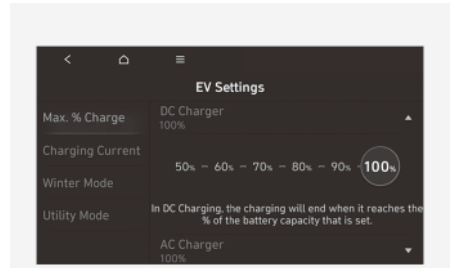 EV Settings
Max. % Charge
Charging Current
Winter Mode
Utility Mode
DC Charger
100%
50% - 60% - 70% - 80% - 90% - 100%
In DC Charging, the charging will end when it reaches the
% of the battery capacity that is set.
AC Charger
100%